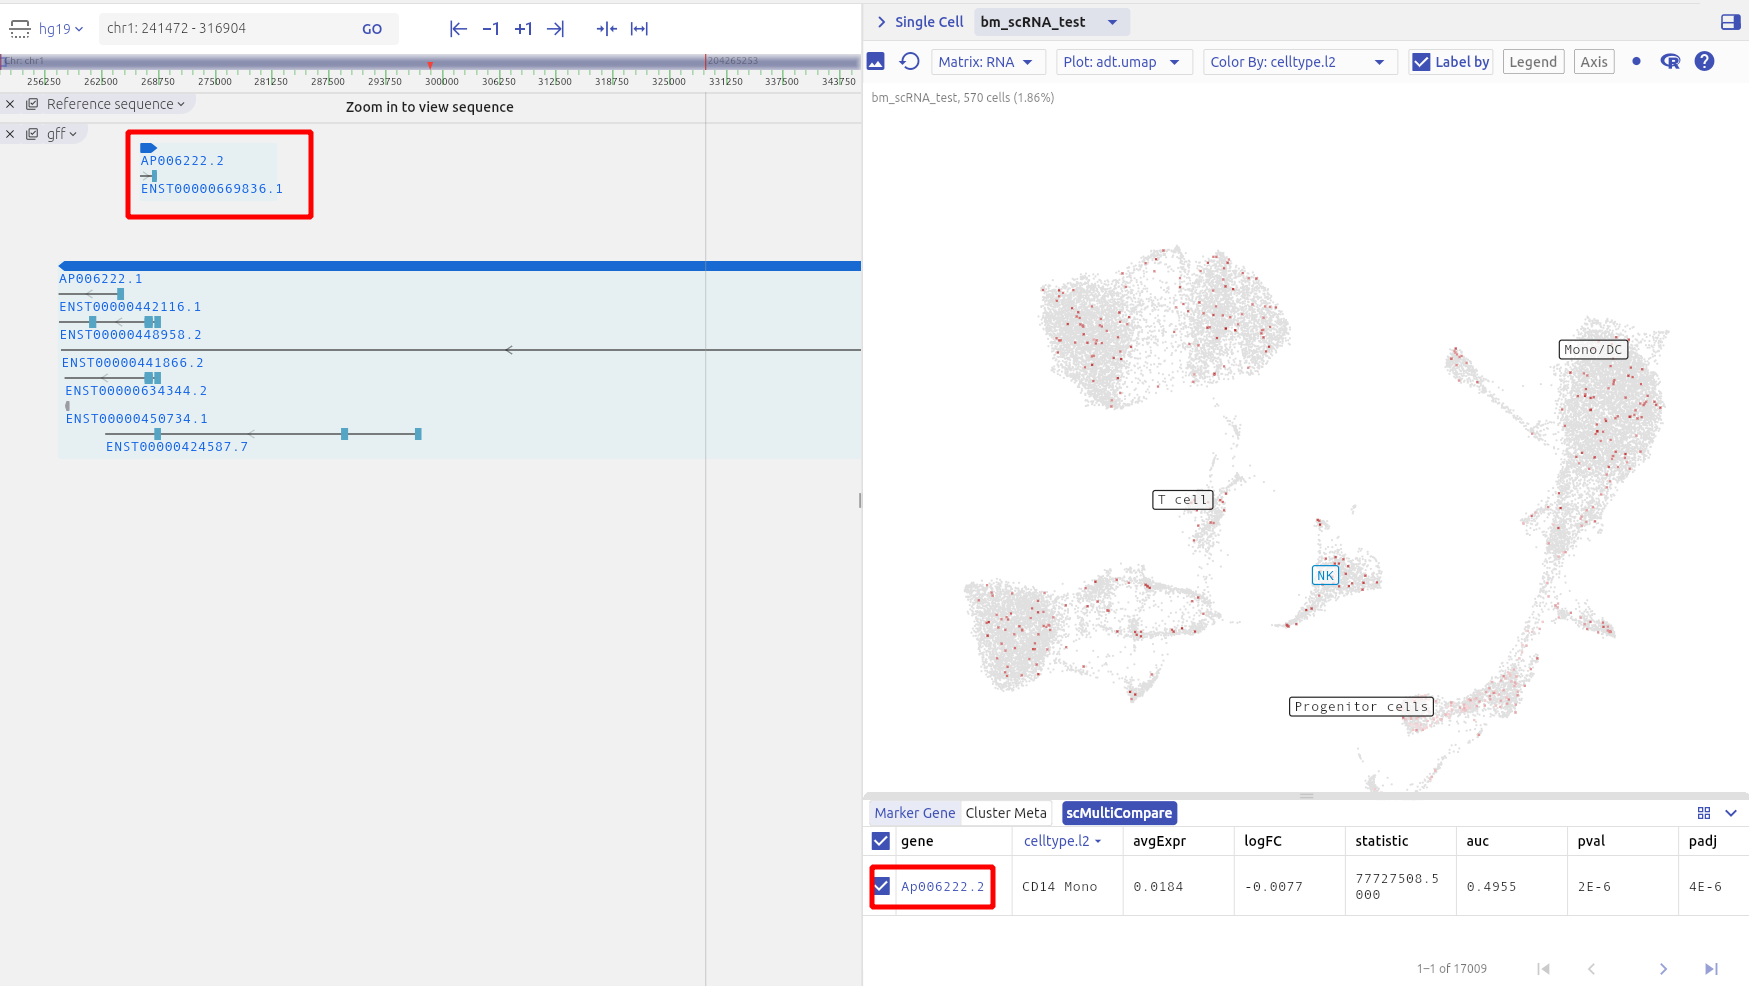 hg19
chr1: 241472 - 316904
GO
−1
+1
Chr: chr1
204265253
256250 262500 268750 275000 281250 287500 293750 300000 306250 312500 318750 325000 331250 337500 343750
Reference sequence
Zoom in to view sequence
gff
AP006222.2
ENST00000669836.1
AP006222.1
ENST00000442116.1
ENST00000448958.2
ENST00000441866.2
ENST00000634344.2
ENST00000450734.1
ENST00000424587.7
Single Cell
bm_scRNA_test
Matrix: RNA
Plot: adt.umap
Color By: celltype.l2
Label by
Legend
Axis
R
?
bm_scRNA_test, 570 cells (1.86%)
Mono/DC
T cell
NK
Progenitor cells
Marker Gene Cluster Meta scMultiCompare
gene celltype.l2 avgExpr logFC statistic auc pval padj
Ap006222.2 CD14 Mono 0.0184 -0.0077 77727508.5
000 0.4955 2E-6 4E-6
1–1 of 17009